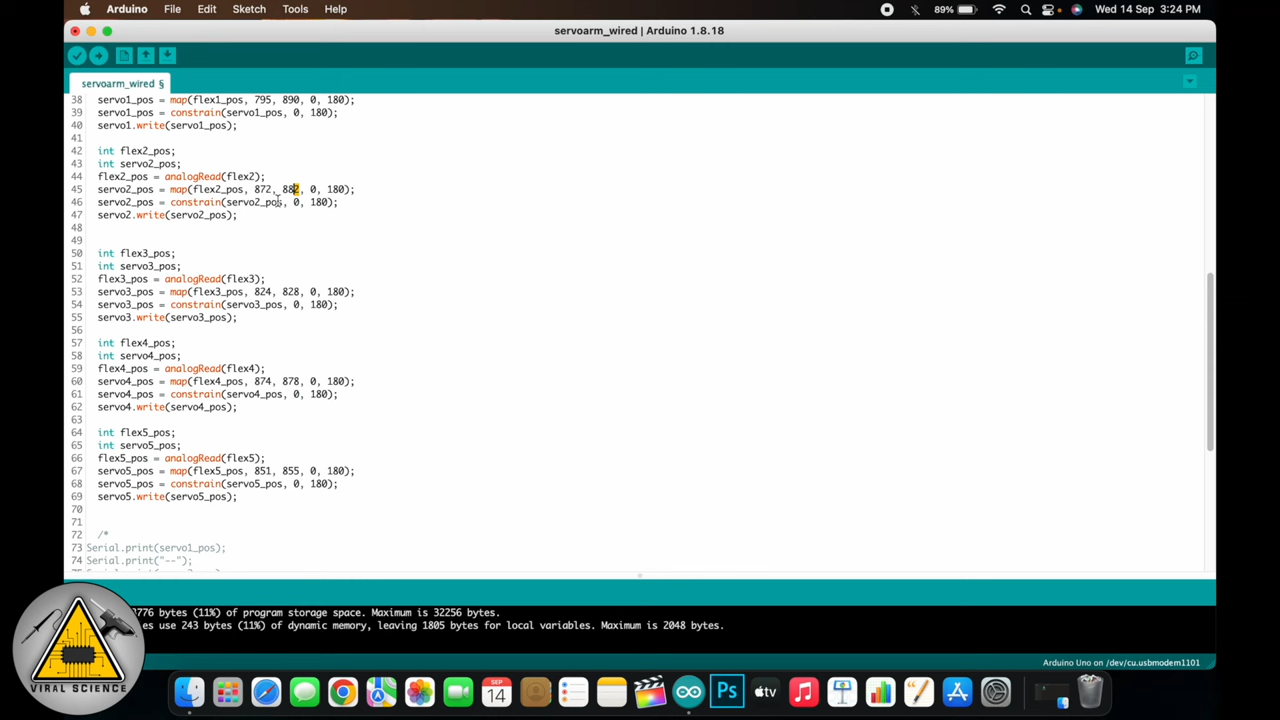 Arduino File Edit Sketch Tools Help 89% Wed 14 Sep 3:24 PM
servoarm_wired | Arduino 1.8.18
servoarm_wired §
38 servo1_pos = map(flex1_pos, 795, 890, 0, 180);
39 servo1_pos = constrain(servo1_pos, 0, 180);
40 servo1.write(servo1_pos);
41
42 int flex2_pos;
43 int servo2_pos;
44 flex2_pos = analogRead(flex2);
45 servo2_pos = map(flex2_pos, 872, 882, 0, 180);
46 servo2_pos = constrain(servo2_pos, 0, 180);
47 servo2.write(servo2_pos);
48
49
50 int flex3_pos;
51 int servo3_pos;
52 flex3_pos = analogRead(flex3);
53 servo3_pos = map(flex3_pos, 824, 828, 0, 180);
54 servo3_pos = constrain(servo3_pos, 0, 180);
55 servo3.write(servo3_pos);
56
57 int flex4_pos;
58 int servo4_pos;
59 flex4_pos = analogRead(flex4);
60 servo4_pos = map(flex4_pos, 874, 878, 0, 180);
61 servo4_pos = constrain(servo4_pos, 0, 180);
62 servo4.write(servo4_pos);
63
64 int flex5_pos;
65 int servo5_pos;
66 flex5_pos = analogRead(flex5);
67 servo5_pos = map(flex5_pos, 851, 855, 0, 180);
68 servo5_pos = constrain(servo5_pos, 0, 180);
69 servo5.write(servo5_pos);
70
71
72 /*
73 Serial.print(servo1_pos);
74 Serial.print("--");
776 bytes (11%) of program storage space. Maximum is 32256 bytes.
es use 243 bytes (11%) of dynamic memory, leaving 1805 bytes for local variables. Maximum is 2048 bytes.
Arduino Uno on /dev/cu.usbmodem1101
VIRAL SCIENCE
SEP
14
Ps
tv